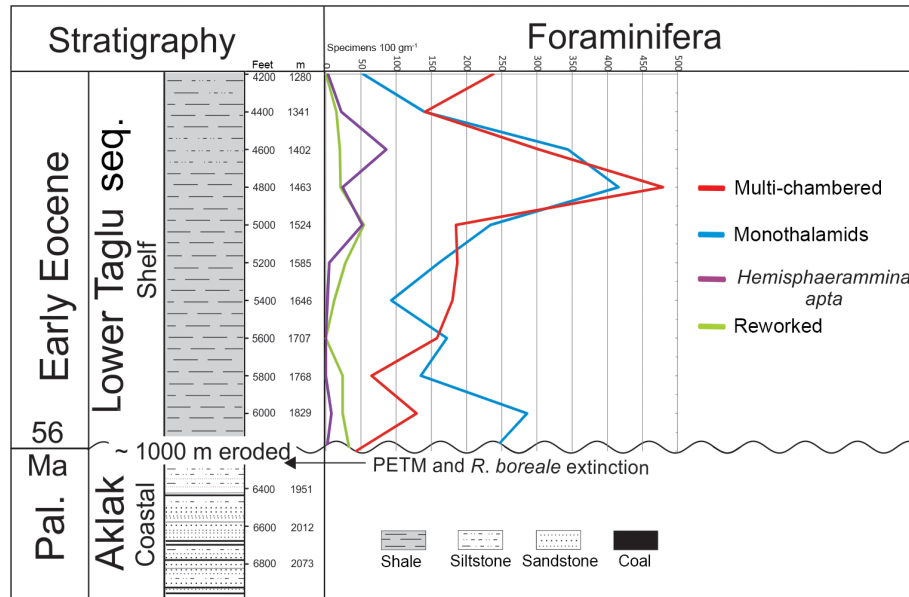 Stratigraphy
Foraminifera
Specimens 100 gm⁻¹
Feet m
0 50 100 150 200 250 300 350 400 450 500
4200 1280
4400 1341
4600 1402
4800 1463
5000 1524
5200 1585
5400 1646
5600 1707
5800 1768
6000 1829
6400 1951
6600 2012
6800 2073
Early Eocene
Lower Taglu seq.
Shelf
56
Ma
~ 1000 m eroded
PETM and R. boreale extinction
Pal.
Aklak
Coastal
Multi-chambered
Monothalamids
Hemisphaerammina
apta
Reworked
Shale
Siltstone
Sandstone
Coal